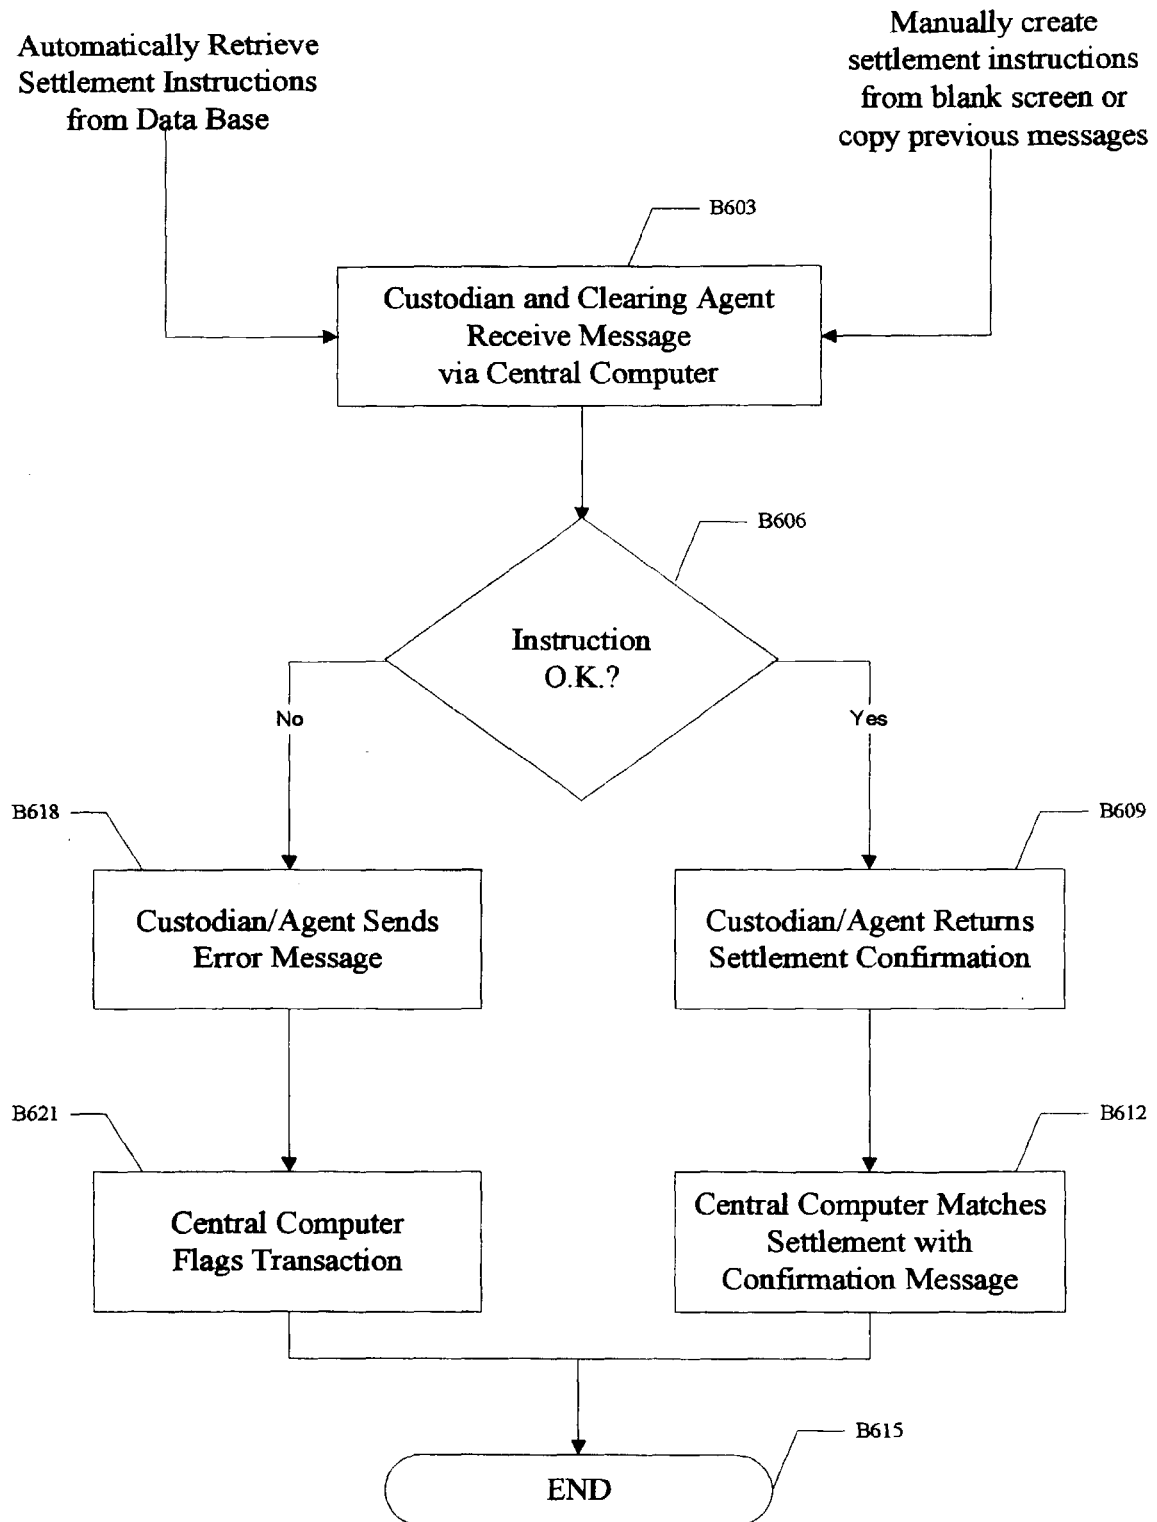 Automatically Retrieve
Settlement Instructions
from Data Base
Manually create
settlement instructions
from blank screen or
copy previous messages
B603
Custodian and Clearing Agent
Receive Message
via Central Computer
B606
Instruction
O.K.?
No
Yes
B618
B609
Custodian/Agent Sends
Error Message
Custodian/Agent Returns
Settlement Confirmation
B621
B612
Central Computer
Flags Transaction
Central Computer Matches
Settlement with
Confirmation Message
B615
END